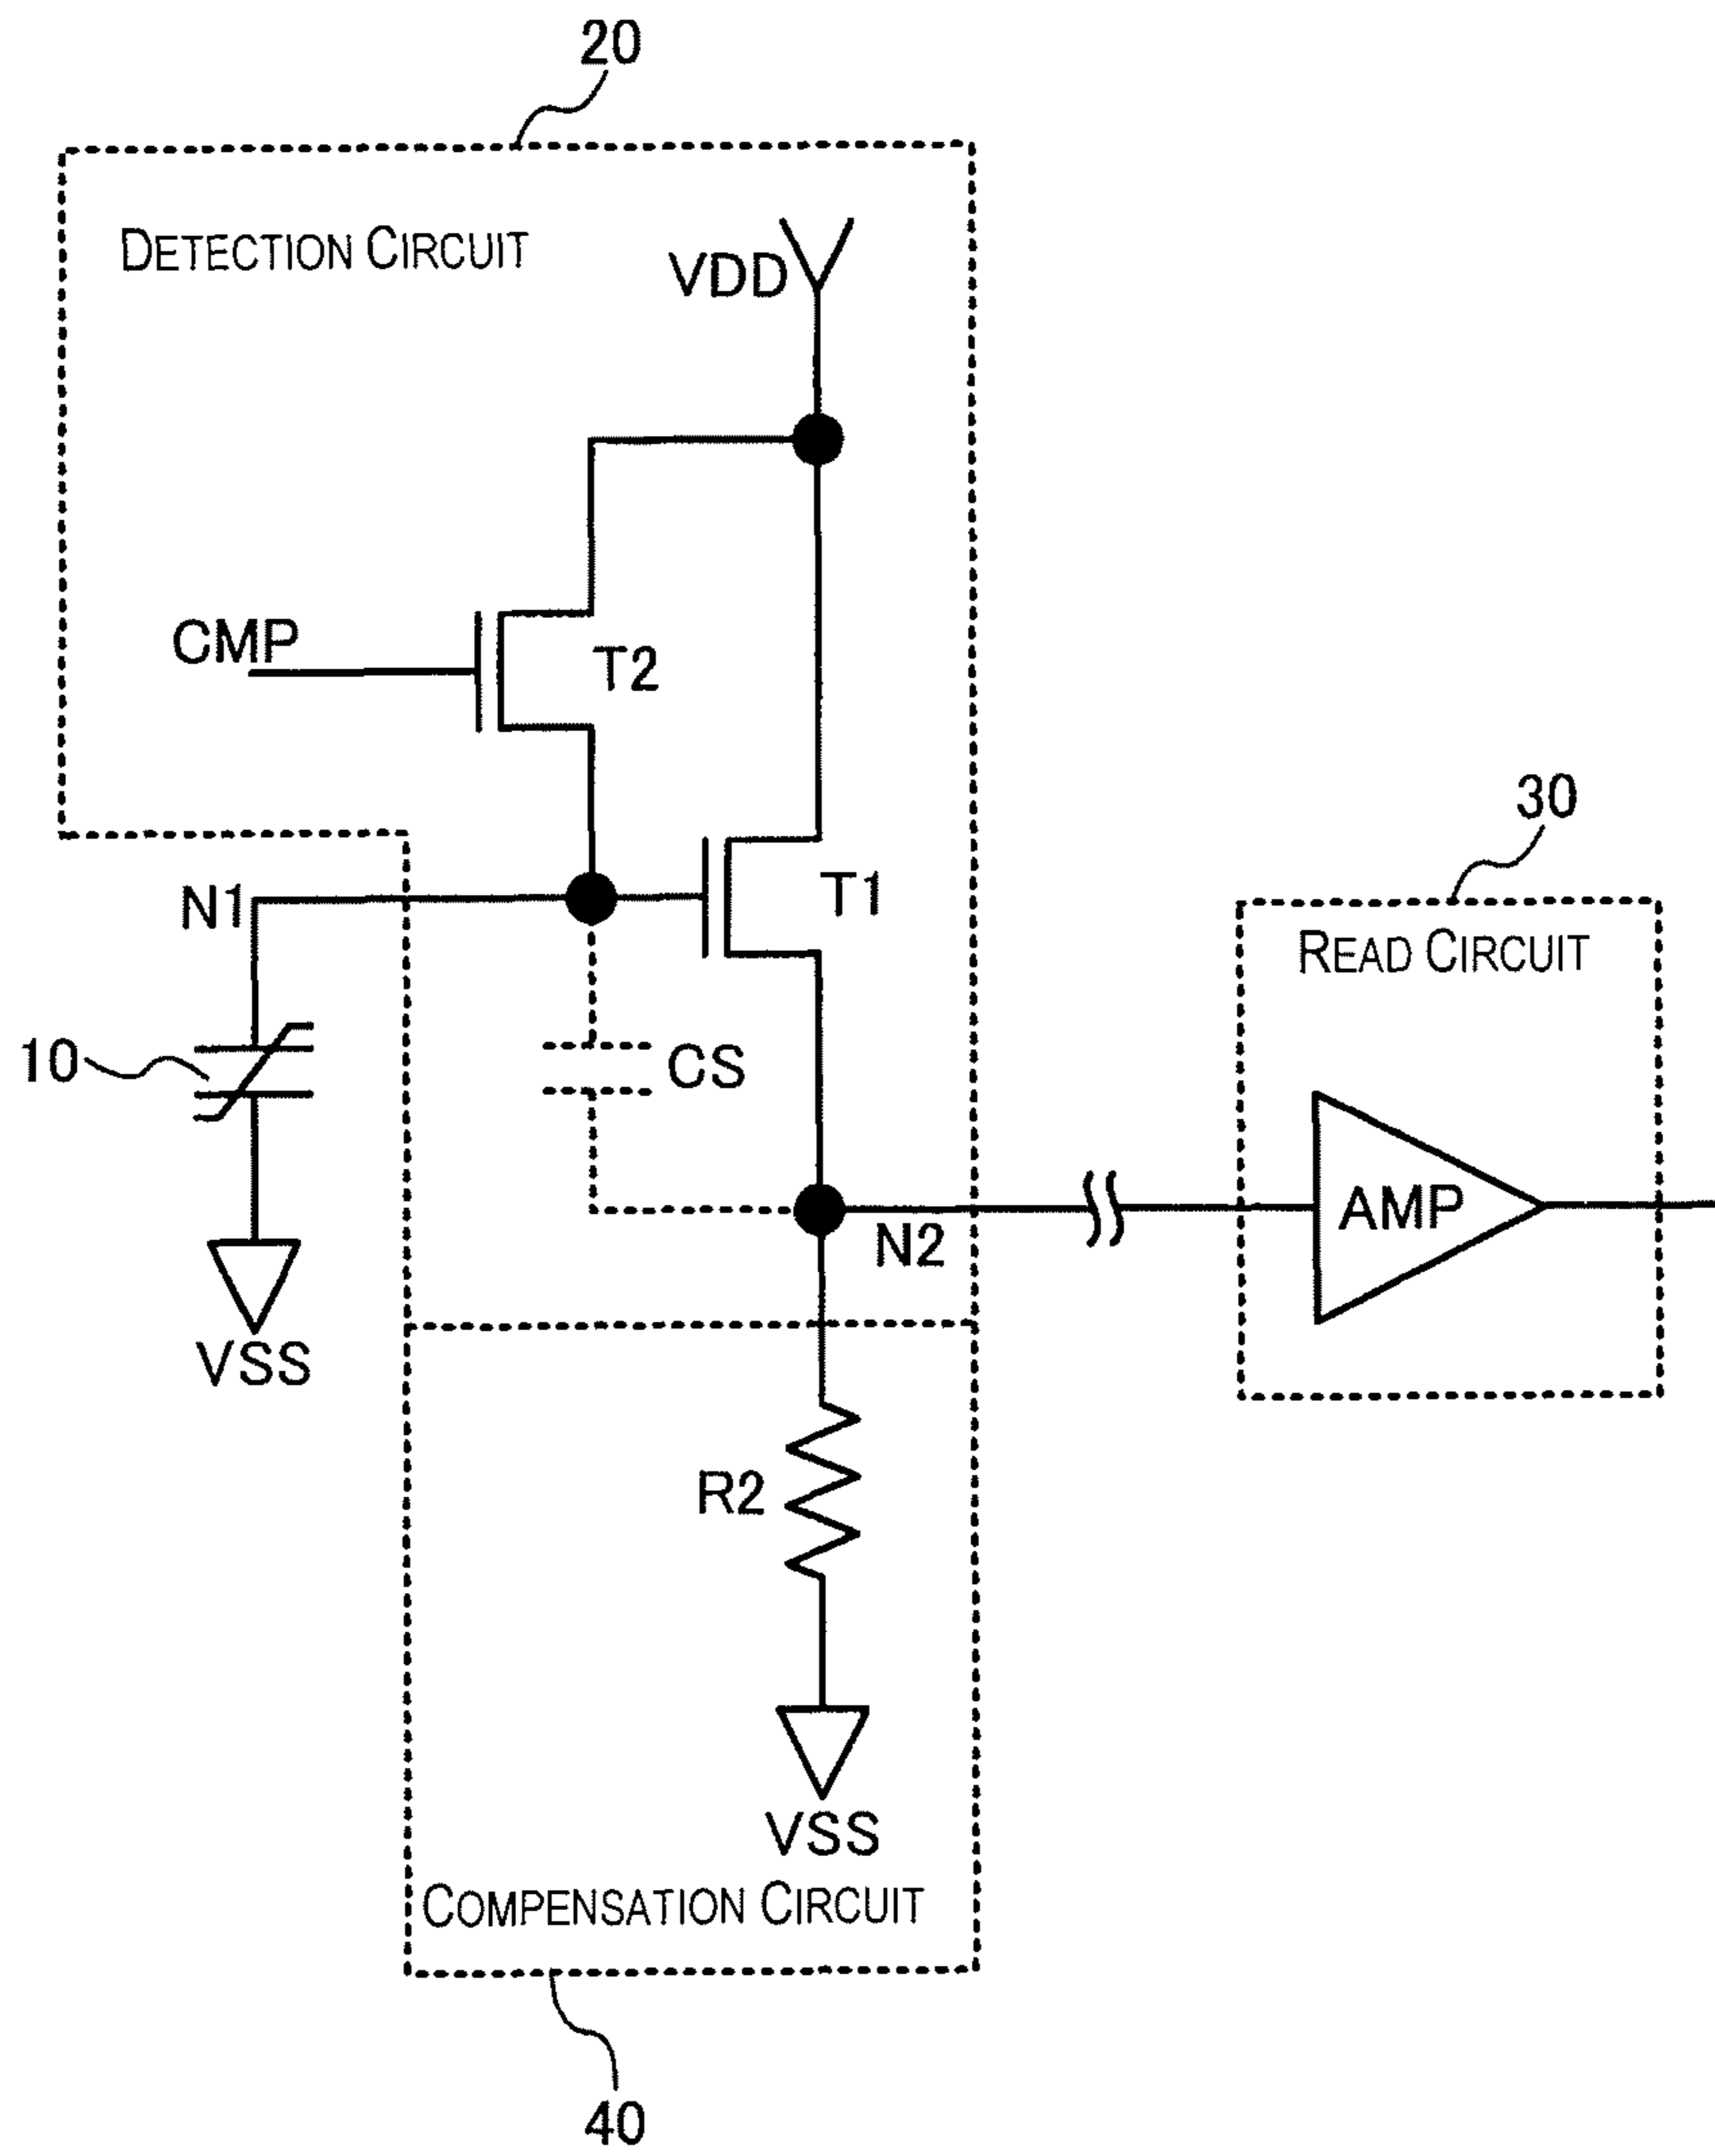 20
DETECTION CIRCUIT
VDD
CMP
T2
30
N1
T1
READ CIRCUIT
10
CS
AMP
N2
VSS
R2
VSS
COMPENSATION CIRCUIT
40